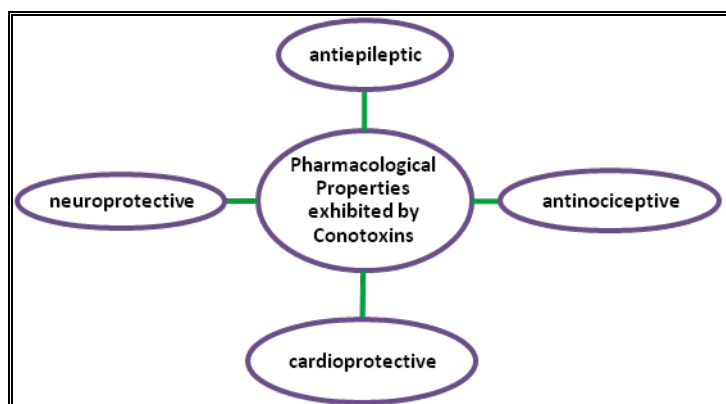 antiepileptic
Pharmacological
Properties
exhibited by
Conotoxins
neuroprotective
antinociceptive
cardioprotective